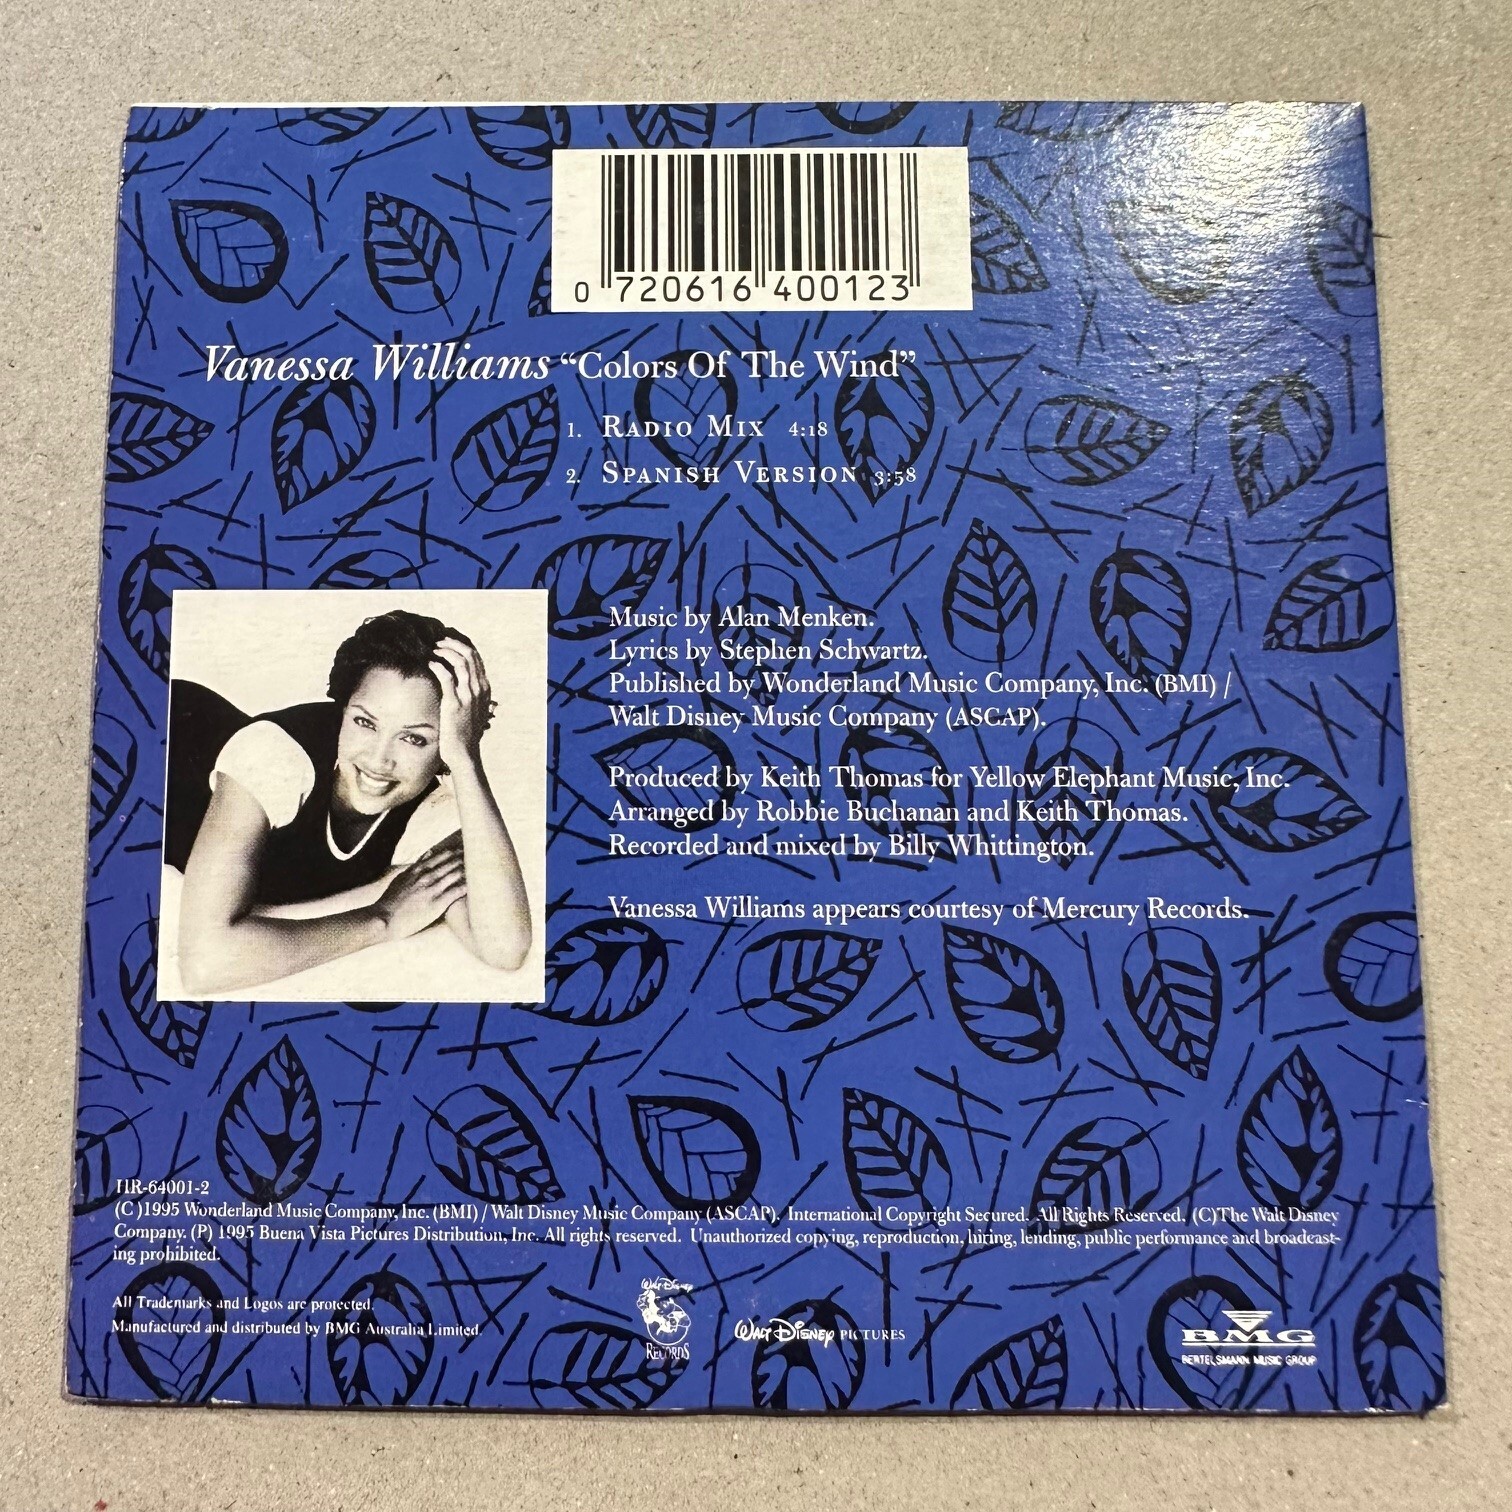 0 720616 400123
Vanessa Williams “Colors Of The Wind”
1. RADIO MIX 4:18
2. SPANISH VERSION 3:58
Music by Alan Menken.
Lyrics by Stephen Schwartz.
Published by Wonderland Music Company, Inc. (BMI) /
Walt Disney Music Company (ASCAP).
Produced by Keith Thomas for Yellow Elephant Music, Inc.
Arranged by Robbie Buchanan and Keith Thomas.
Recorded and mixed by Billy Whittington.
Vanessa Williams appears courtesy of Mercury Records.
HR-64001-2
(C)1995 Wonderland Music Company, Inc. (BMI) / Walt Disney Music Company (ASCAP). International Copyright Secured. All Rights Reserved. (C)The Walt Disney
Company. (P) 1995 Buena Vista Pictures Distribution, Inc. All rights reserved. Unauthorized copying, reproduction, hiring, lending, public performance and broadcast-
ing prohibited.
All Trademarks and Logos are protected.
Manufactured and distributed by BMG Australia Limited.
WALT DISNEY
RECORDS
WALT DISNEY PICTURES
BMG
BERTELSMANN MUSIC GROUP